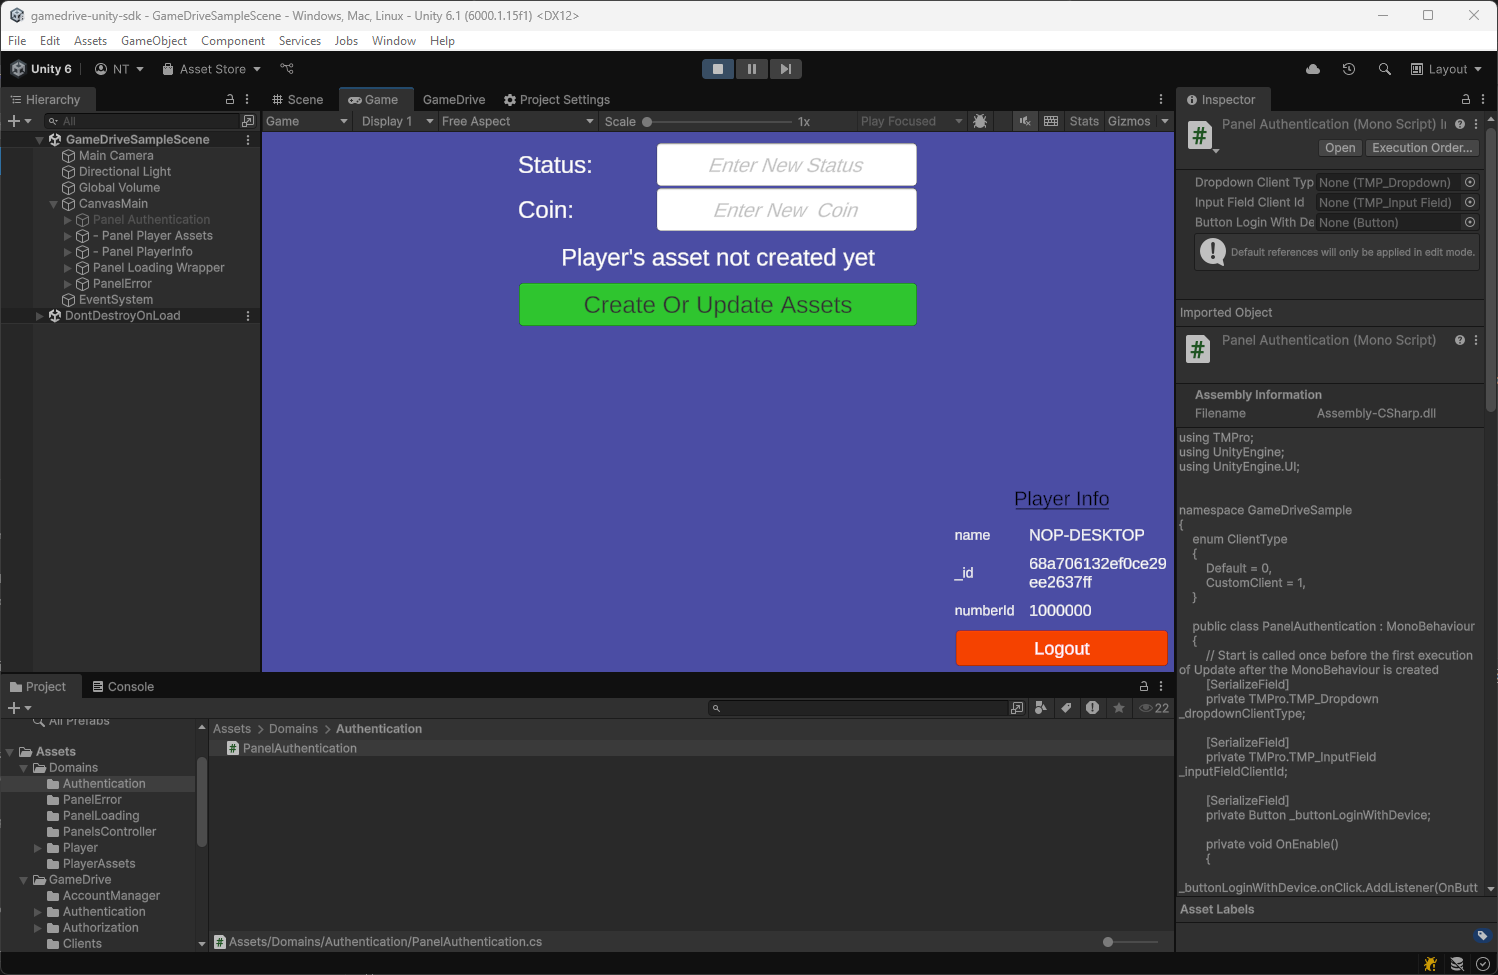 gamedrive-unity-sdk - GameDriveSampleScene - Windows, Mac, Linux - Unity 6.1 (6000.1.15f1) <DX12>
File Edit Assets GameObject Component Services Jobs Window Help
Unity 6 NT Asset Store Layout
Hierarchy
All
GameDriveSampleScene
Main Camera
Directional Light
Global Volume
CanvasMain
Panel Authentication
- Panel Player Assets
- Panel PlayerInfo
Panel Loading Wrapper
PanelError
EventSystem
DontDestroyOnLoad
Scene Game GameDrive Project Settings
Game Display 1 Free Aspect Scale 1x Play Focused Stats Gizmos
Status: Enter New Status
Coin: Enter New Coin
Player's asset not created yet
Create Or Update Assets
Player Info
name NOP-DESKTOP
_id 68a706132ef0ce29
ee2637ff
numberId 1000000
Logout
Inspector
Panel Authentication (Mono Script) Ir
Open Execution Order...
Dropdown Client Typ None (TMP_Dropdown)
Input Field Client Id None (TMP_Input Field)
Button Login With De None (Button)
Default references will only be applied in edit mode.
Imported Object
Panel Authentication (Mono Script)
Assembly Information
Filename Assembly-CSharp.dll
using TMPro;
using UnityEngine;
using UnityEngine.UI;
namespace GameDriveSample
{
enum ClientType
{
Default = 0,
CustomClient = 1,
}
public class PanelAuthentication : MonoBehaviour
{
// Start is called once before the first execution
of Update after the MonoBehaviour is created
[SerializeField]
private TMPro.TMP_Dropdown
_dropdownClientType;
[SerializeField]
private TMPro.TMP_InputField
_inputFieldClientId;
[SerializeField]
private Button _buttonLoginWithDevice;
private void OnEnable()
{
_buttonLoginWithDevice.onClick.AddListener(OnButt
Asset Labels
Project Console
22
All Prefabs
Assets
Domains
Authentication
PanelError
PanelLoading
PanelsController
Player
PlayerAssets
GameDrive
AccountManager
Authentication
Authorization
Clients
Assets > Domains > Authentication
PanelAuthentication
Assets/Domains/Authentication/PanelAuthentication.cs